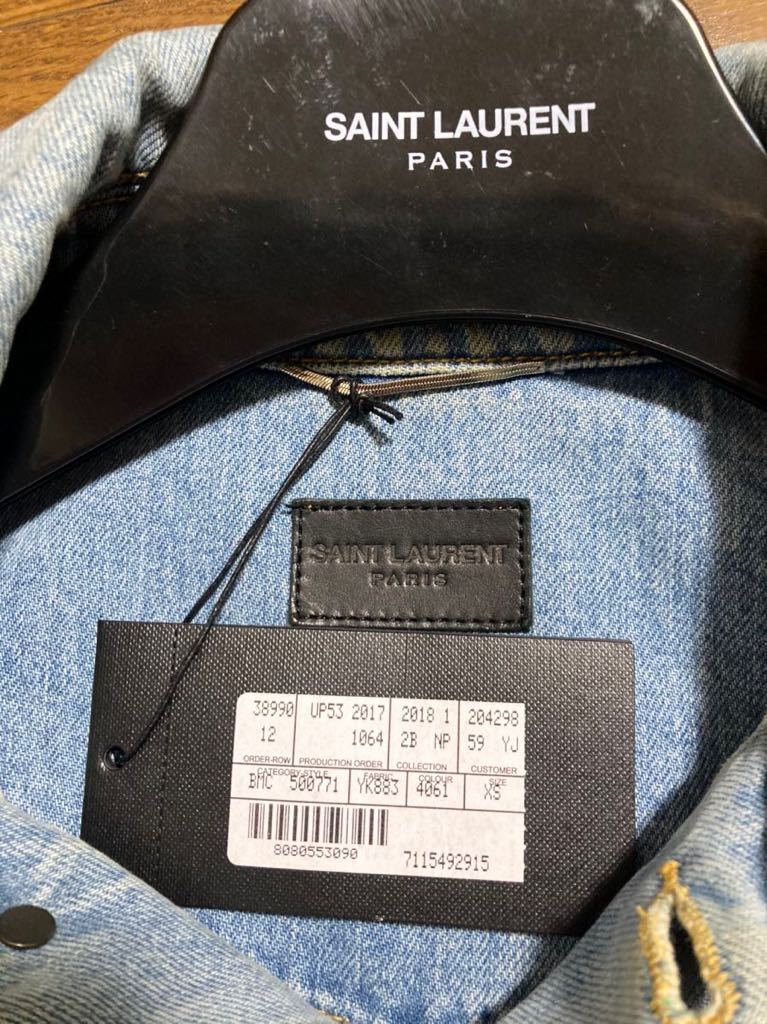 SAINT LAURENT
PARIS
SAINT LAURENT
PARIS
38990 UP53 2017 2018 1 204298
12 1064 2B NP 59 YJ
ORDER-ROW PRODUCTION ORDER COLLECTION CUSTOMER
CATEGORY-STYLE FABRIC COLOUR SIZE
BMC 500771 YK883 4061 XS
8080553090 7115492915